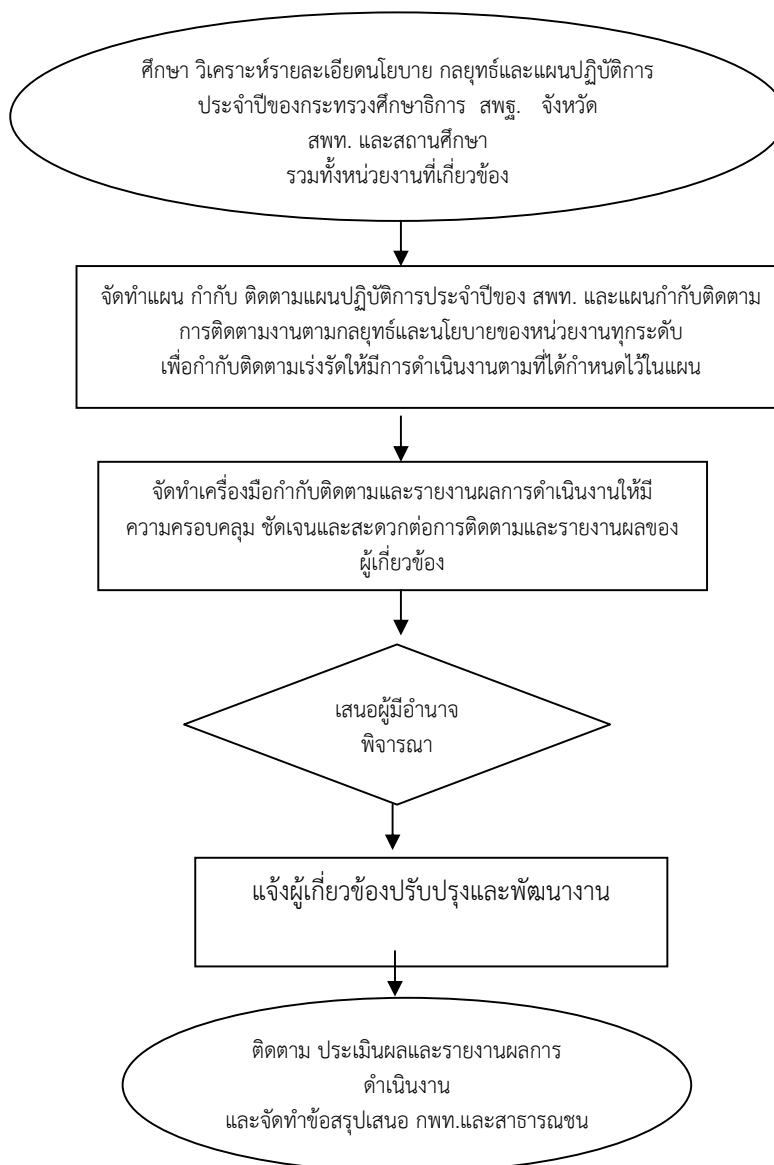 ศึกษา วิเคราะห์รายละเอียดนโยบาย กลยุทธ์และแผนปฏิบัติการ
ประจำปีของกระทรวงศึกษาธิการ สพฐ. จังหวัด
สพท. และสถานศึกษา
รวมทั้งหน่วยงานที่เกี่ยวข้อง
จัดทำแผน กำกับ ติดตามแผนปฏิบัติการประจำปีของ สพท. และแผนกำกับติดตาม
การติดตามงานตามกลยุทธ์และนโยบายของหน่วยงานทุกระดับ
เพื่อกำกับติดตามเร่งรัดให้มีการดำเนินงานตามที่ได้กำหนดไว้ในแผน
จัดทำเครื่องมือกำกับติดตามและรายงานผลการดำเนินงานให้มี
ความครอบคลุม ชัดเจนและสะดวกต่อการติดตามและรายงานผลของ
ผู้เกี่ยวข้อง
เสนอผู้มีอำนาจ
พิจารณา
แจ้งผู้เกี่ยวข้องปรับปรุงและพัฒนางาน
ติดตาม ประเมินผลและรายงานผลการ
ดำเนินงาน
และจัดทำข้อสรุปเสนอ กพท.และสาธารณชน